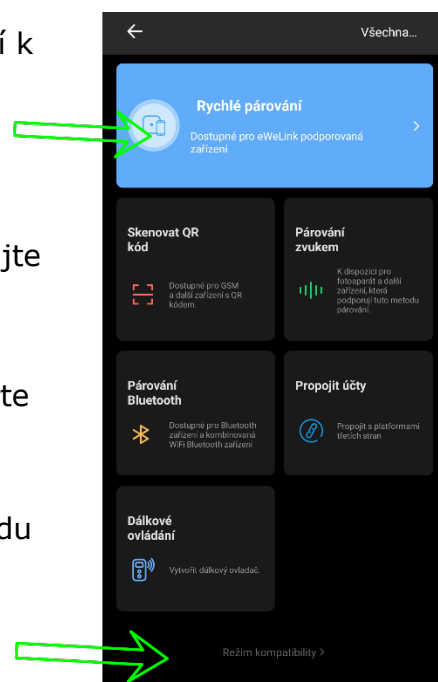 í k
jte
te
du
Všechna...
Rychlé párování
Dostupné pro eWeLink podporovaná
zařízení
Skenovat QR
kód
Dostupné pro GSM
a další zařízení s QR
kódem.
Párování
zvukem
K dispozici pro
fotoaparát a další
zařízení, která
podporují tuto metodu
párování.
Párování
Bluetooth
Dostupné pro Bluetooth
zařízení a kombinovaná
WiFi Bluetooth zařízení
Propojit účty
Propojit s platformami
třetích stran
Dálkové
ovládání
Vytvořit dálkový ovladač.
Režim kompatibility >